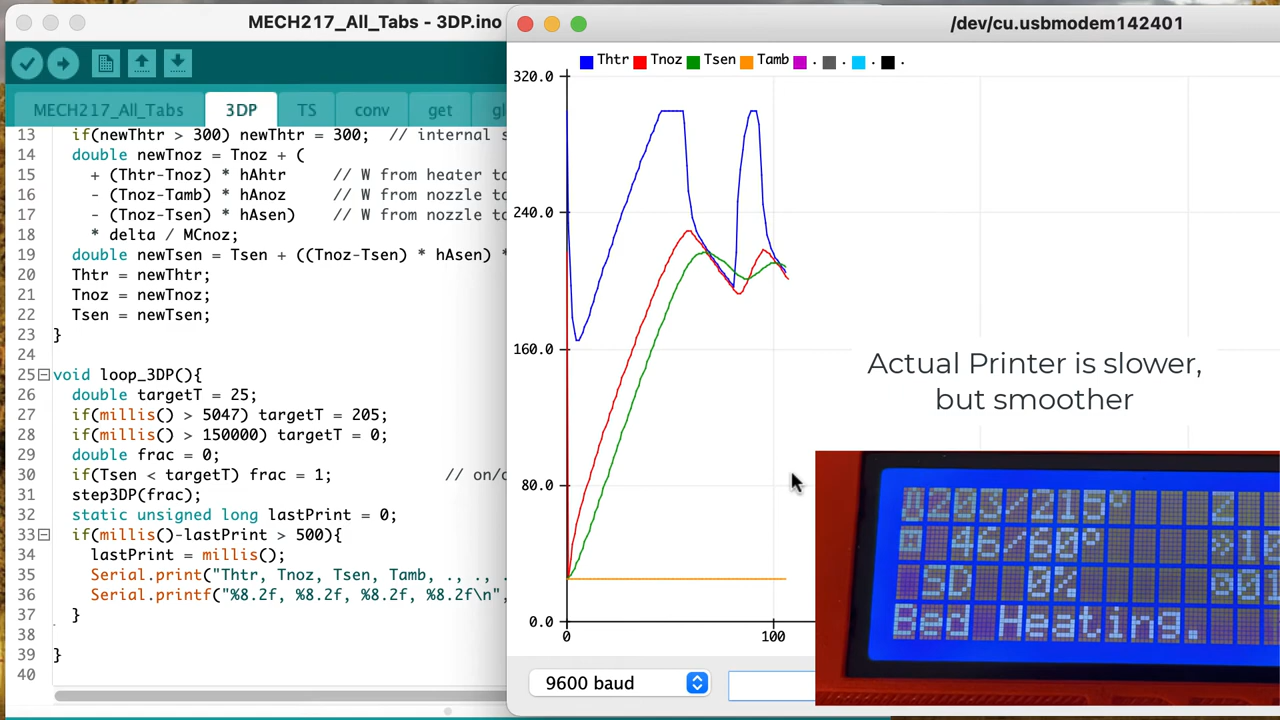 MECH217_All_Tabs - 3DP.ino
MECH217_All_Tabs 3DP TS conv get
13 if(newThtr > 300) newThtr = 300; // internal
14 double newTnoz = Tnoz + (
15 + (Thtr-Tnoz) * hAhtr // W from heater
16 - (Tnoz-Tamb) * hAnoz // W from nozzle
17 - (Tnoz-Tsen) * hAsen) // W from nozzle
18 * delta / MCnoz;
19 double newTsen = Tsen + ((Tnoz-Tsen) * hAsen) *
20 Thtr = newThtr;
21 Tnoz = newTnoz;
22 Tsen = newTsen;
23 }
24
25 void loop_3DP(){
26 double targetT = 25;
27 if(millis() > 5047) targetT = 205;
28 if(millis() > 150000) targetT = 0;
29 double frac = 0;
30 if(Tsen < targetT) frac = 1; // on/
31 step3DP(frac);
32 static unsigned long lastPrint = 0;
33 if(millis()-lastPrint > 500){
34 lastPrint = millis();
35 Serial.print("Thtr, Tnoz, Tsen, Tamb, ., ., .
36 Serial.printf("%8.2f, %8.2f, %8.2f, %8.2f\n",
37 }
38
39 }
40
/dev/cu.usbmodem142401
Thtr Tnoz Tsen Tamb . . . .
320.0
240.0
160.0
80.0
0.0
0 100
9600 baud
Actual Printer is slower,
but smoother
203/215° Z
46/60°
SD 0%
Bed Heating.